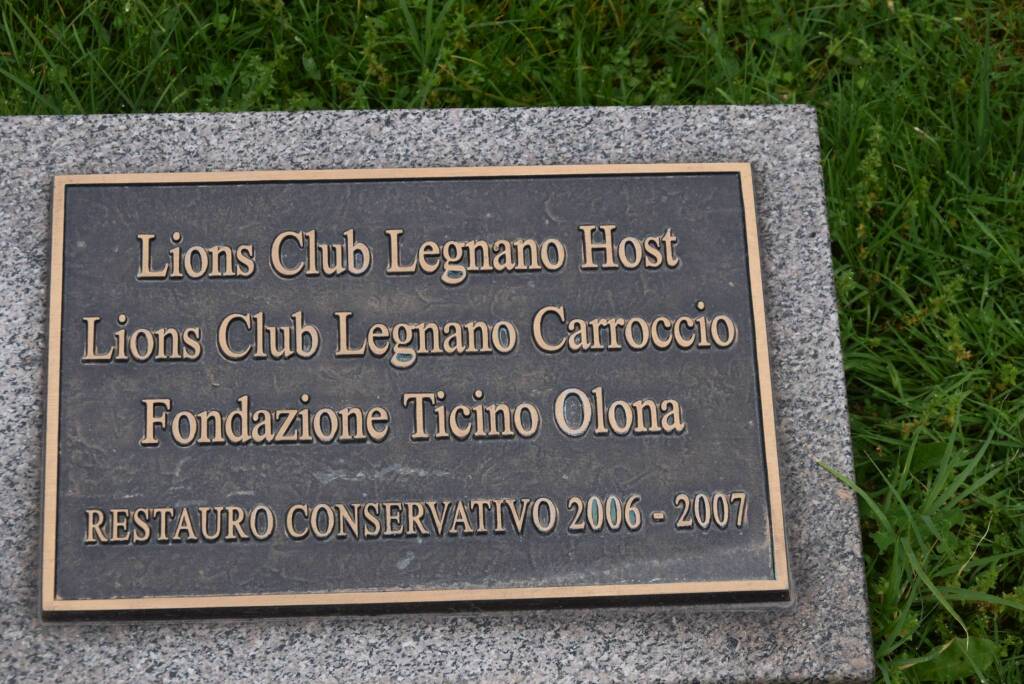 Lions Club Legnano Host
Lions Club Legnano Carroccio
Fondazione Ticino Olona
RESTAURO CONSERVATIVO 2006 - 2007